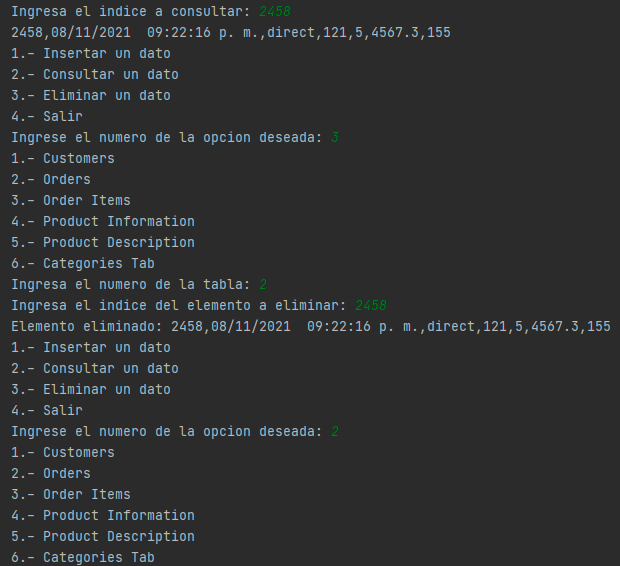 Ingresa el indice a consultar: 2458
2458,08/11/2021  09:22:16 p. m.,direct,121,5,4567.3,155
1.- Insertar un dato
2.- Consultar un dato
3.- Eliminar un dato
4.- Salir
Ingrese el numero de la opcion deseada: 3
1.- Customers
2.- Orders
3.- Order Items
4.- Product Information
5.- Product Description
6.- Categories Tab
Ingresa el numero de la tabla: 2
Ingresa el indice del elemento a eliminar: 2458
Elemento eliminado: 2458,08/11/2021  09:22:16 p. m.,direct,121,5,4567.3,155
1.- Insertar un dato
2.- Consultar un dato
3.- Eliminar un dato
4.- Salir
Ingrese el numero de la opcion deseada: 2
1.- Customers
2.- Orders
3.- Order Items
4.- Product Information
5.- Product Description
6.- Categories Tab